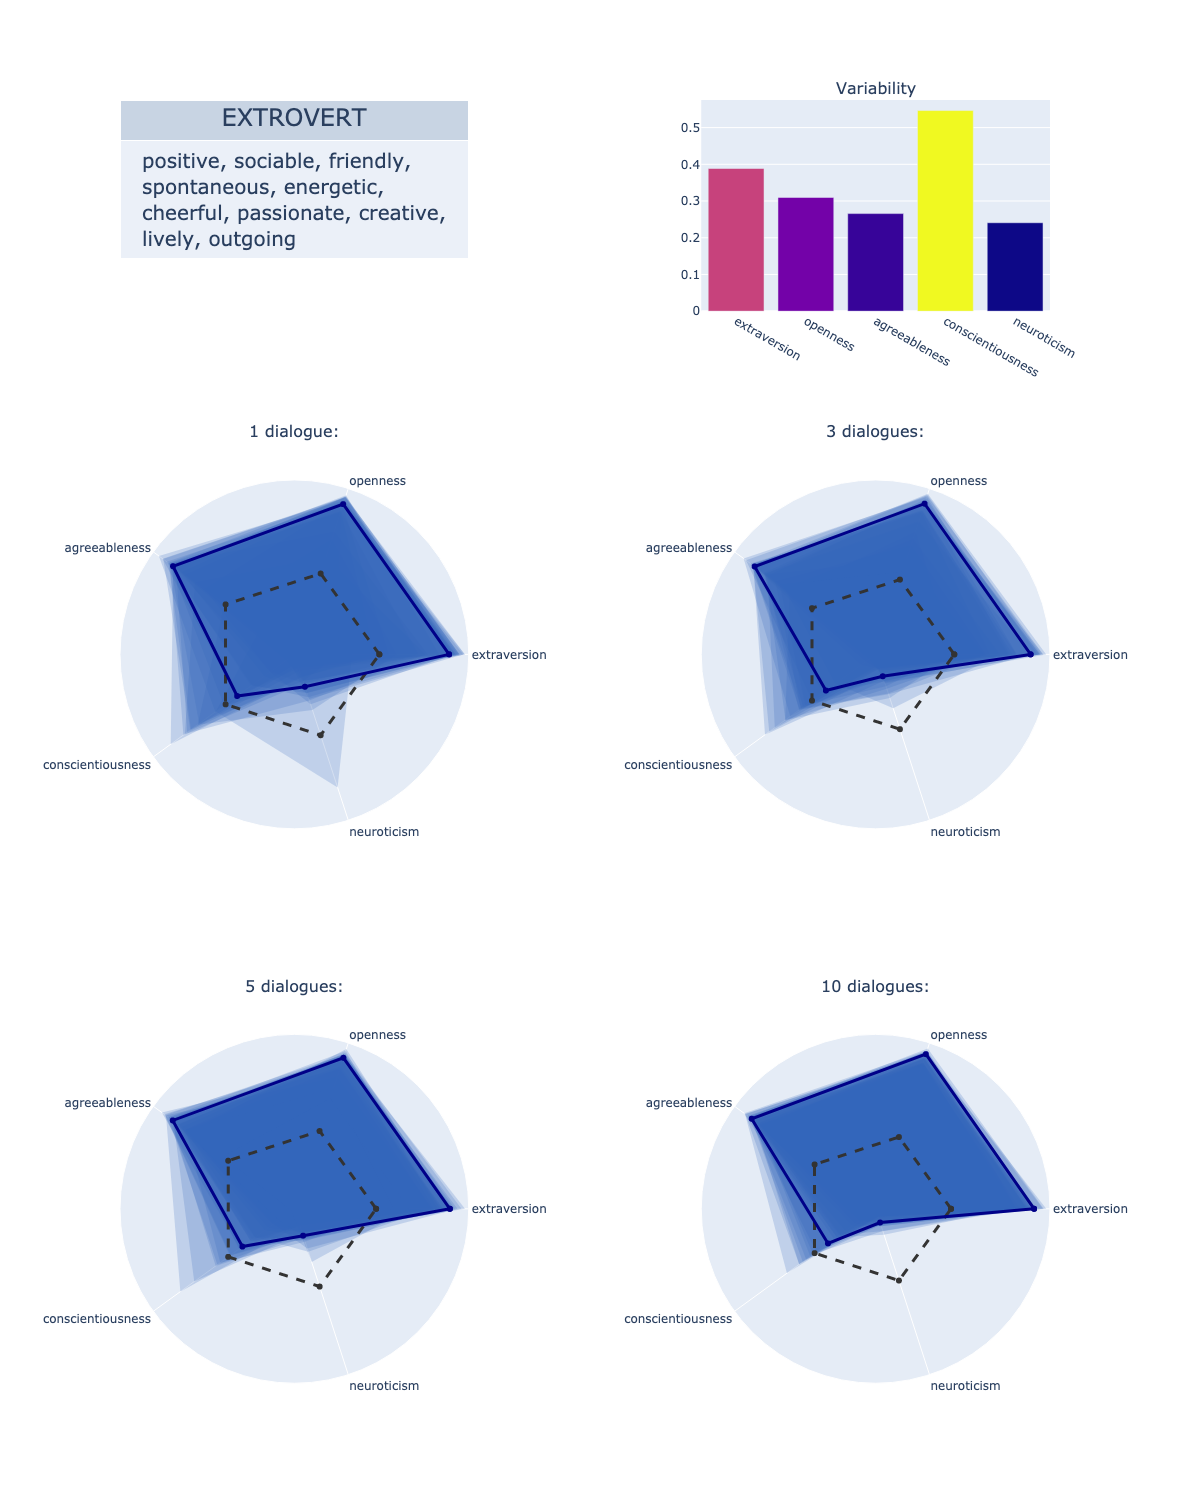 EXTROVERT
positive, sociable, friendly,
spontaneous, energetic,
cheerful, passionate, creative,
lively, outgoing
Variability
0.5
0.4
0.3
0.2
0.1
0
extraversion
openness
agreeableness
conscientiousness
neuroticism
1 dialogue:
openness
agreeableness
extraversion
conscientiousness
neuroticism
3 dialogues:
openness
agreeableness
extraversion
conscientiousness
neuroticism
5 dialogues:
openness
agreeableness
extraversion
conscientiousness
neuroticism
10 dialogues:
openness
agreeableness
extraversion
conscientiousness
neuroticism